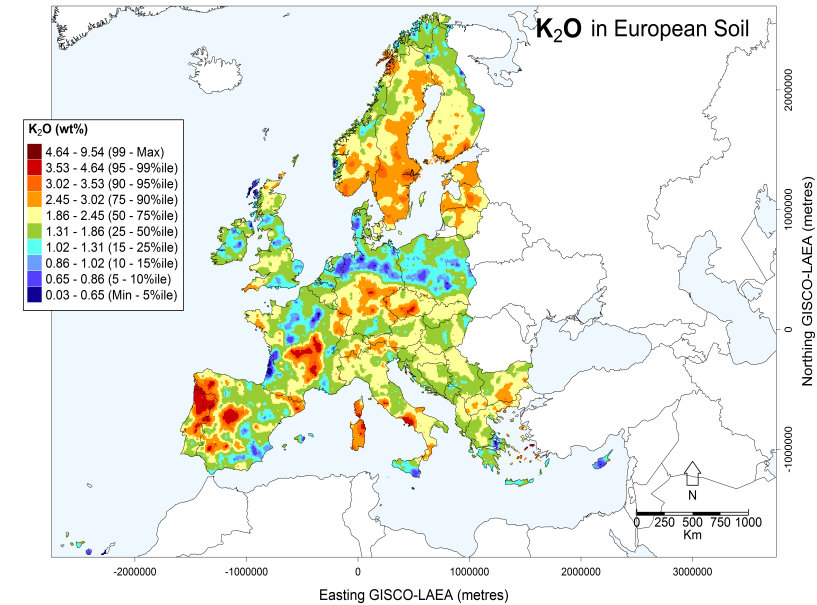 K₂O in European Soil
K₂O (wt%)
4.64 - 9.54 (99 - Max)
3.53 - 4.64 (95 - 99%ile)
3.02 - 3.53 (90 - 95%ile)
2.45 - 3.02 (75 - 90%ile)
1.86 - 2.45 (50 - 75%ile)
1.31 - 1.86 (25 - 50%ile)
1.02 - 1.31 (15 - 25%ile)
0.86 - 1.02 (10 - 15%ile)
0.65 - 0.86 (5 - 10%ile)
0.03 - 0.65 (Min - 5%ile)
2000000
1000000
0
-1000000
Northing GISCO-LAEA (metres)
N
0 250 500 750 1000
Km
-2000000 -1000000 0 1000000 2000000 3000000
Easting GISCO-LAEA (metres)